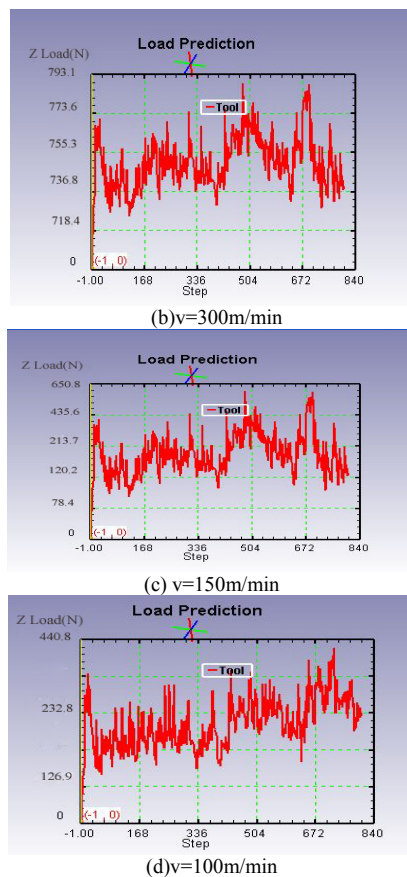 Z Load(N)
Load Prediction
793.1
773.6
Tool
755.3
736.8
718.4
0
(-1 , 0)
-1.00 168 336 504 672 840
Step
(b)v=300m/min
Load Prediction
Z Load(N)
650.8
435.6
Tool
213.7
120.2
78.4
0
(-1 , 0)
-1.00 168 336 504 672 840
Step
(c) v=150m/min
Load Prediction
Z Load(N)
440.8
Tool
232.8
126.9
0
(-1 , 0)
-1.00 168 336 504 672 840
Step
(d)v=100m/min